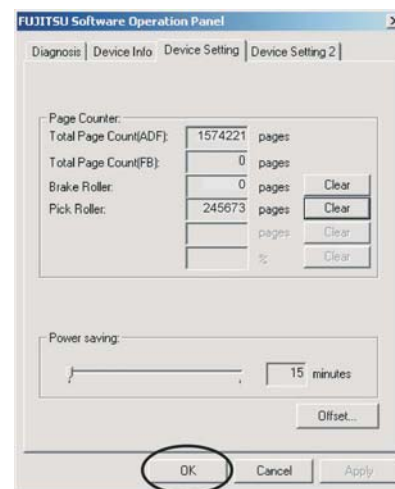 FUJITSU Software Operation Panel
Diagnosis Device Info Device Setting Device Setting 2
Page Counter:
Total Page Count(ADF): 1574221 pages
Total Page Count(FB): 0 pages
Brake Roller: 0 pages Clear
Pick Roller: 245673 pages Clear
pages Clear
% Clear
Power saving:
15 minutes
Offset...
OK Cancel Apply